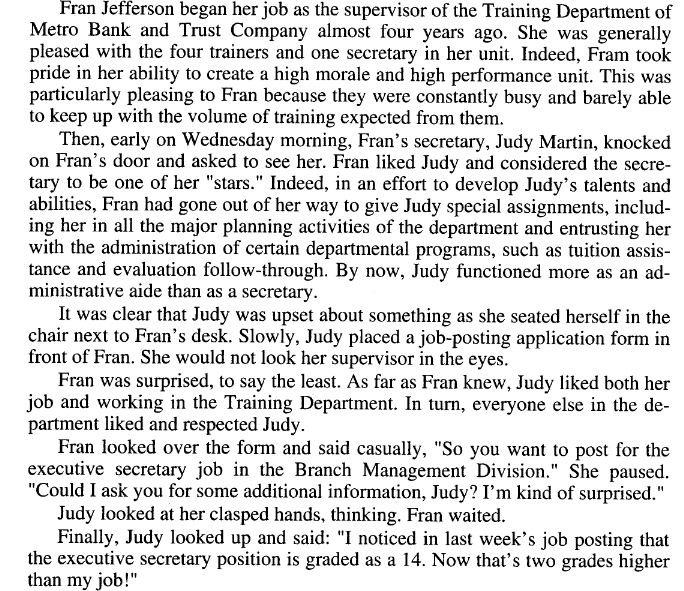 Fran Jefferson began her job as the supervisor of the Training Department of
Metro Bank and Trust Company almost four years ago. She was generally
pleased with the four trainers and one secretary in her unit. Indeed, Fram took
pride in her ability to create a high morale and high performance unit. This was
particularly pleasing to Fran because they were constantly busy and barely able
to keep up with the volume of training expected from them.
Then, early on Wednesday morning, Fran's secretary, Judy Martin, knocked
on Fran's door and asked to see her. Fran liked Judy and considered the secre-
tary to be one of her "stars." Indeed, in an effort to develop Judy's talents and
abilities, Fran had gone out of her way to give Judy special assignments, includ-
ing her in all the major planning activities of the department and entrusting her
with the administration of certain departmental programs, such as tuition assis-
tance and evaluation follow-through. By now, Judy functioned more as an ad-
ministrative aide than as a secretary.
It was clear that Judy was upset about something as she seated herself in the
chair next to Fran's desk. Slowly, Judy placed a job-posting application form in
front of Fran. She would not look her supervisor in the eyes.
Fran was surprised, to say the least. As far as Fran knew, Judy liked both her
job and working in the Training Department. In turn, everyone else in the de-
partment liked and respected Judy.
Fran looked over the form and said casually, "So you want to post for the
executive secretary job in the Branch Management Division." She paused.
"Could I ask you for some additional information, Judy? I'm kind of surprised."
Judy looked at her clasped hands, thinking. Fran waited.
Finally, Judy looked up and said: "I noticed in last week's job posting that
the executive secretary position is graded as a 14. Now that's two grades higher
than my job!"